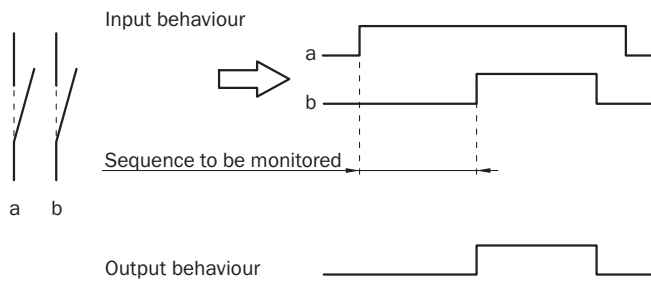 Input behaviour
a
b
Sequence to be monitored
a b
Output behaviour